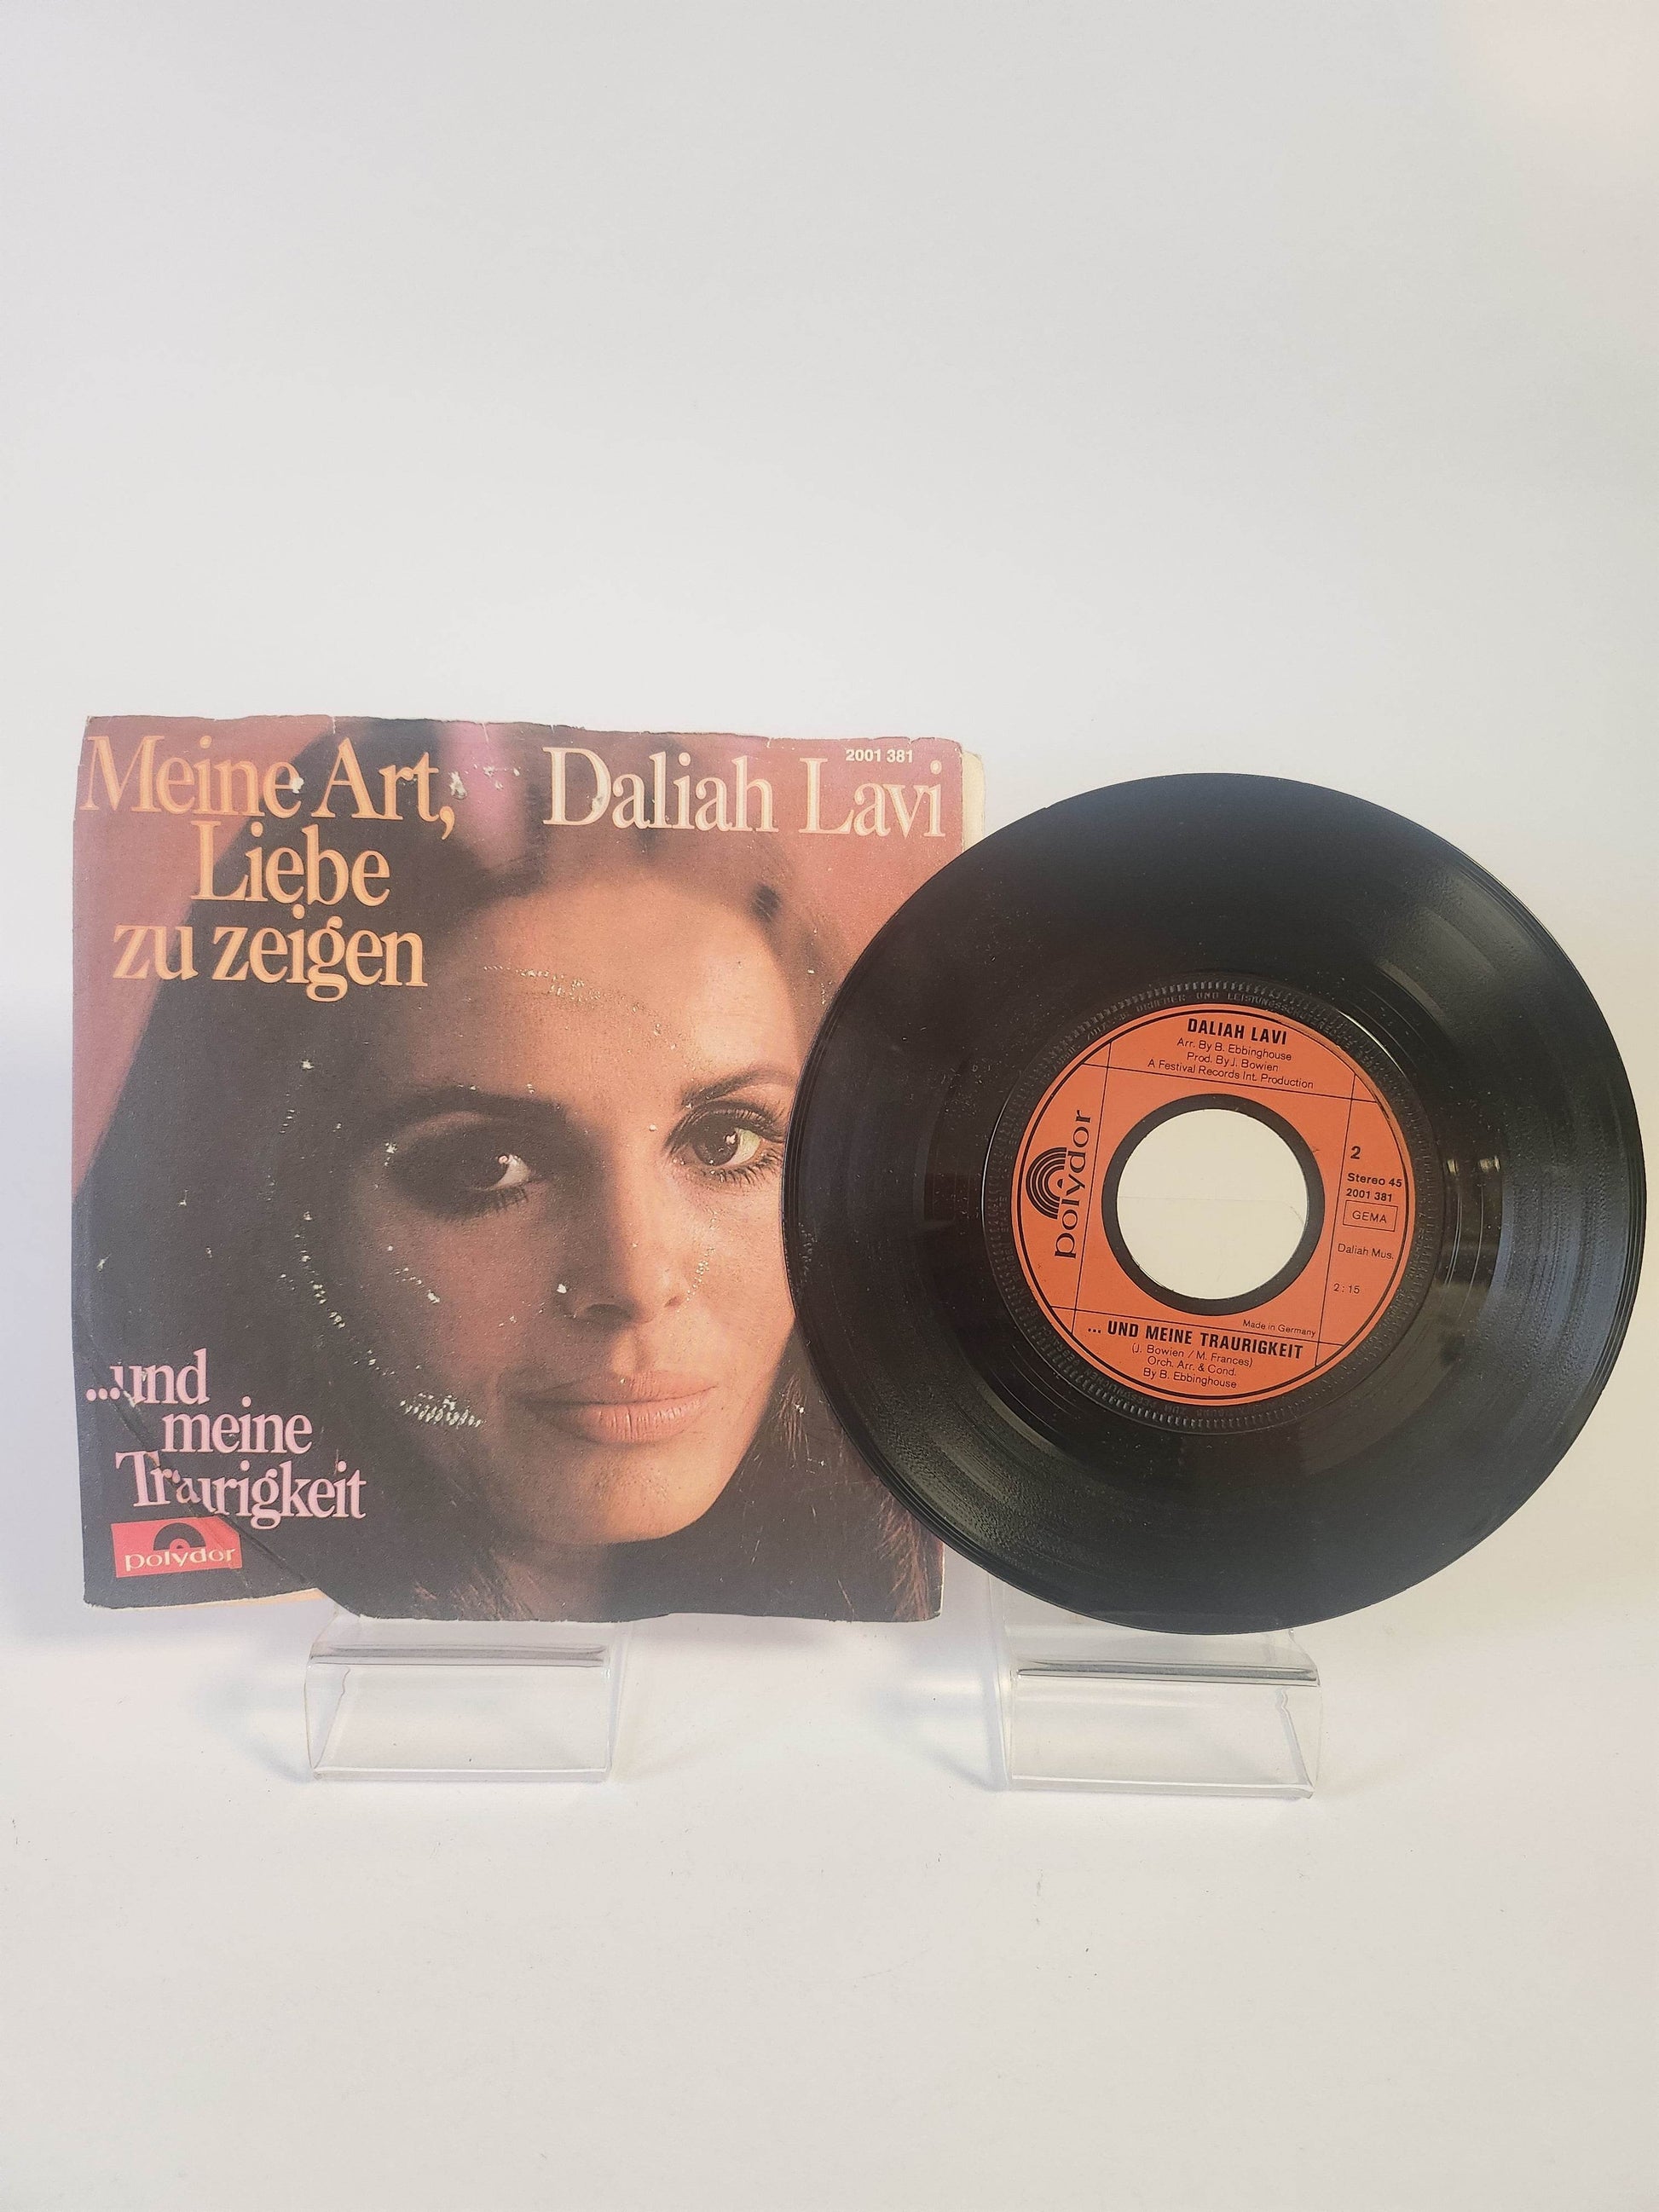 Meine Art,
Liebe
zu zeigen
Daliah Lavi
2001 381
...und
meine
Traurigkeit
polydor
DALIAH LAVI
Arr. By B. Ebbinghouse
Prod. By J. Bowien
A Festival Records Int. Production
polydor
2
Stereo 45
2001 381
GEMA
Daliah Mus.
2:15
Made in Germany
... UND MEINE TRAURIGKEIT
(J. Bowien / M. Frances)
Orch. Arr. & Cond.
By B. Ebbinghouse